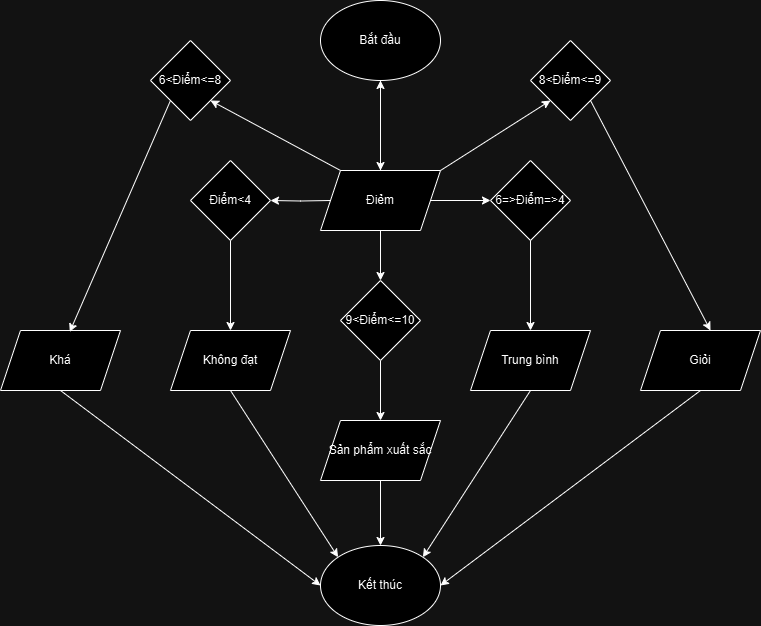 Bắt đầu
6<Điểm<=8
8<Điểm<=9
Điểm<4
Điểm
6=>Điểm=>4
9<Điểm<=10
Khá
Không đạt
Trung bình
Giỏi
Sản phẩm xuất sắc
Kết thúc